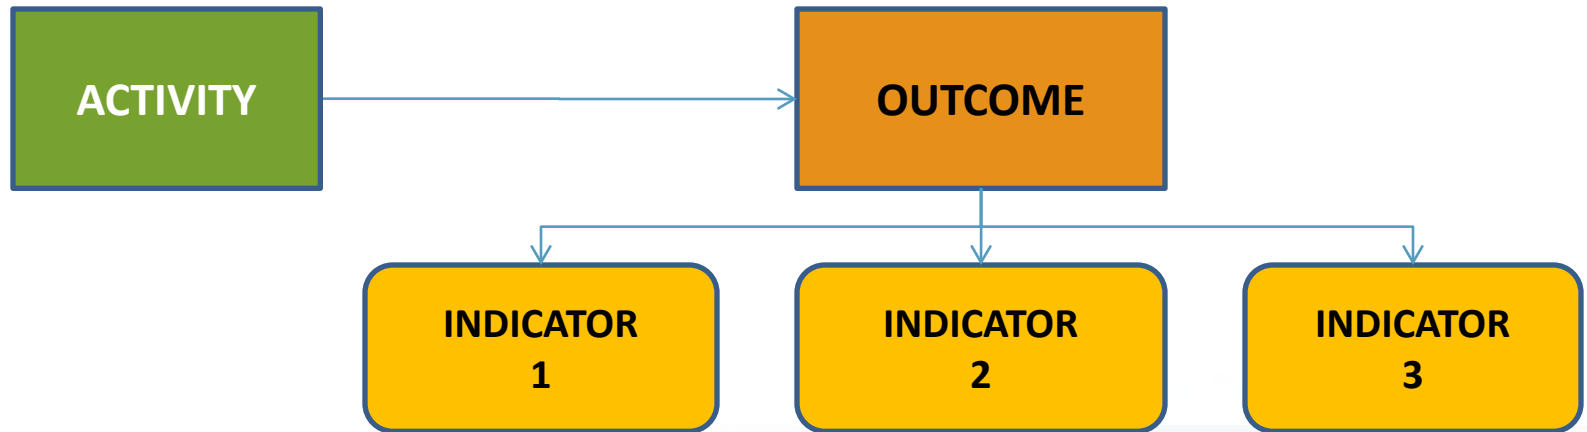 ACTIVITY
OUTCOME
INDICATOR
1
INDICATOR
2
INDICATOR
3